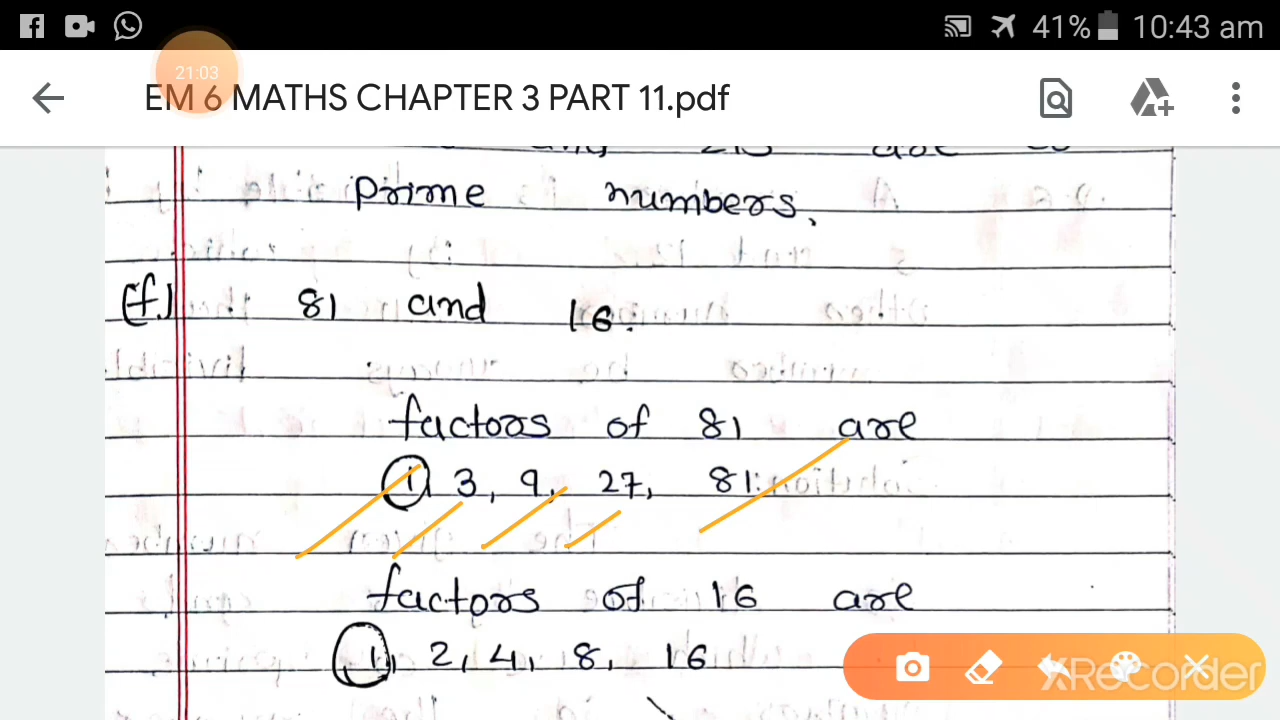 41% 10:43 am
21:03
EM 6 MATHS CHAPTER 3 PART 11.pdf
prime numbers.
(f.) 81 and 16.
factors of 81 are
1, 3, 9, 27, 81.
factors of 16 are
1, 2, 4, 8, 16
XRecorder